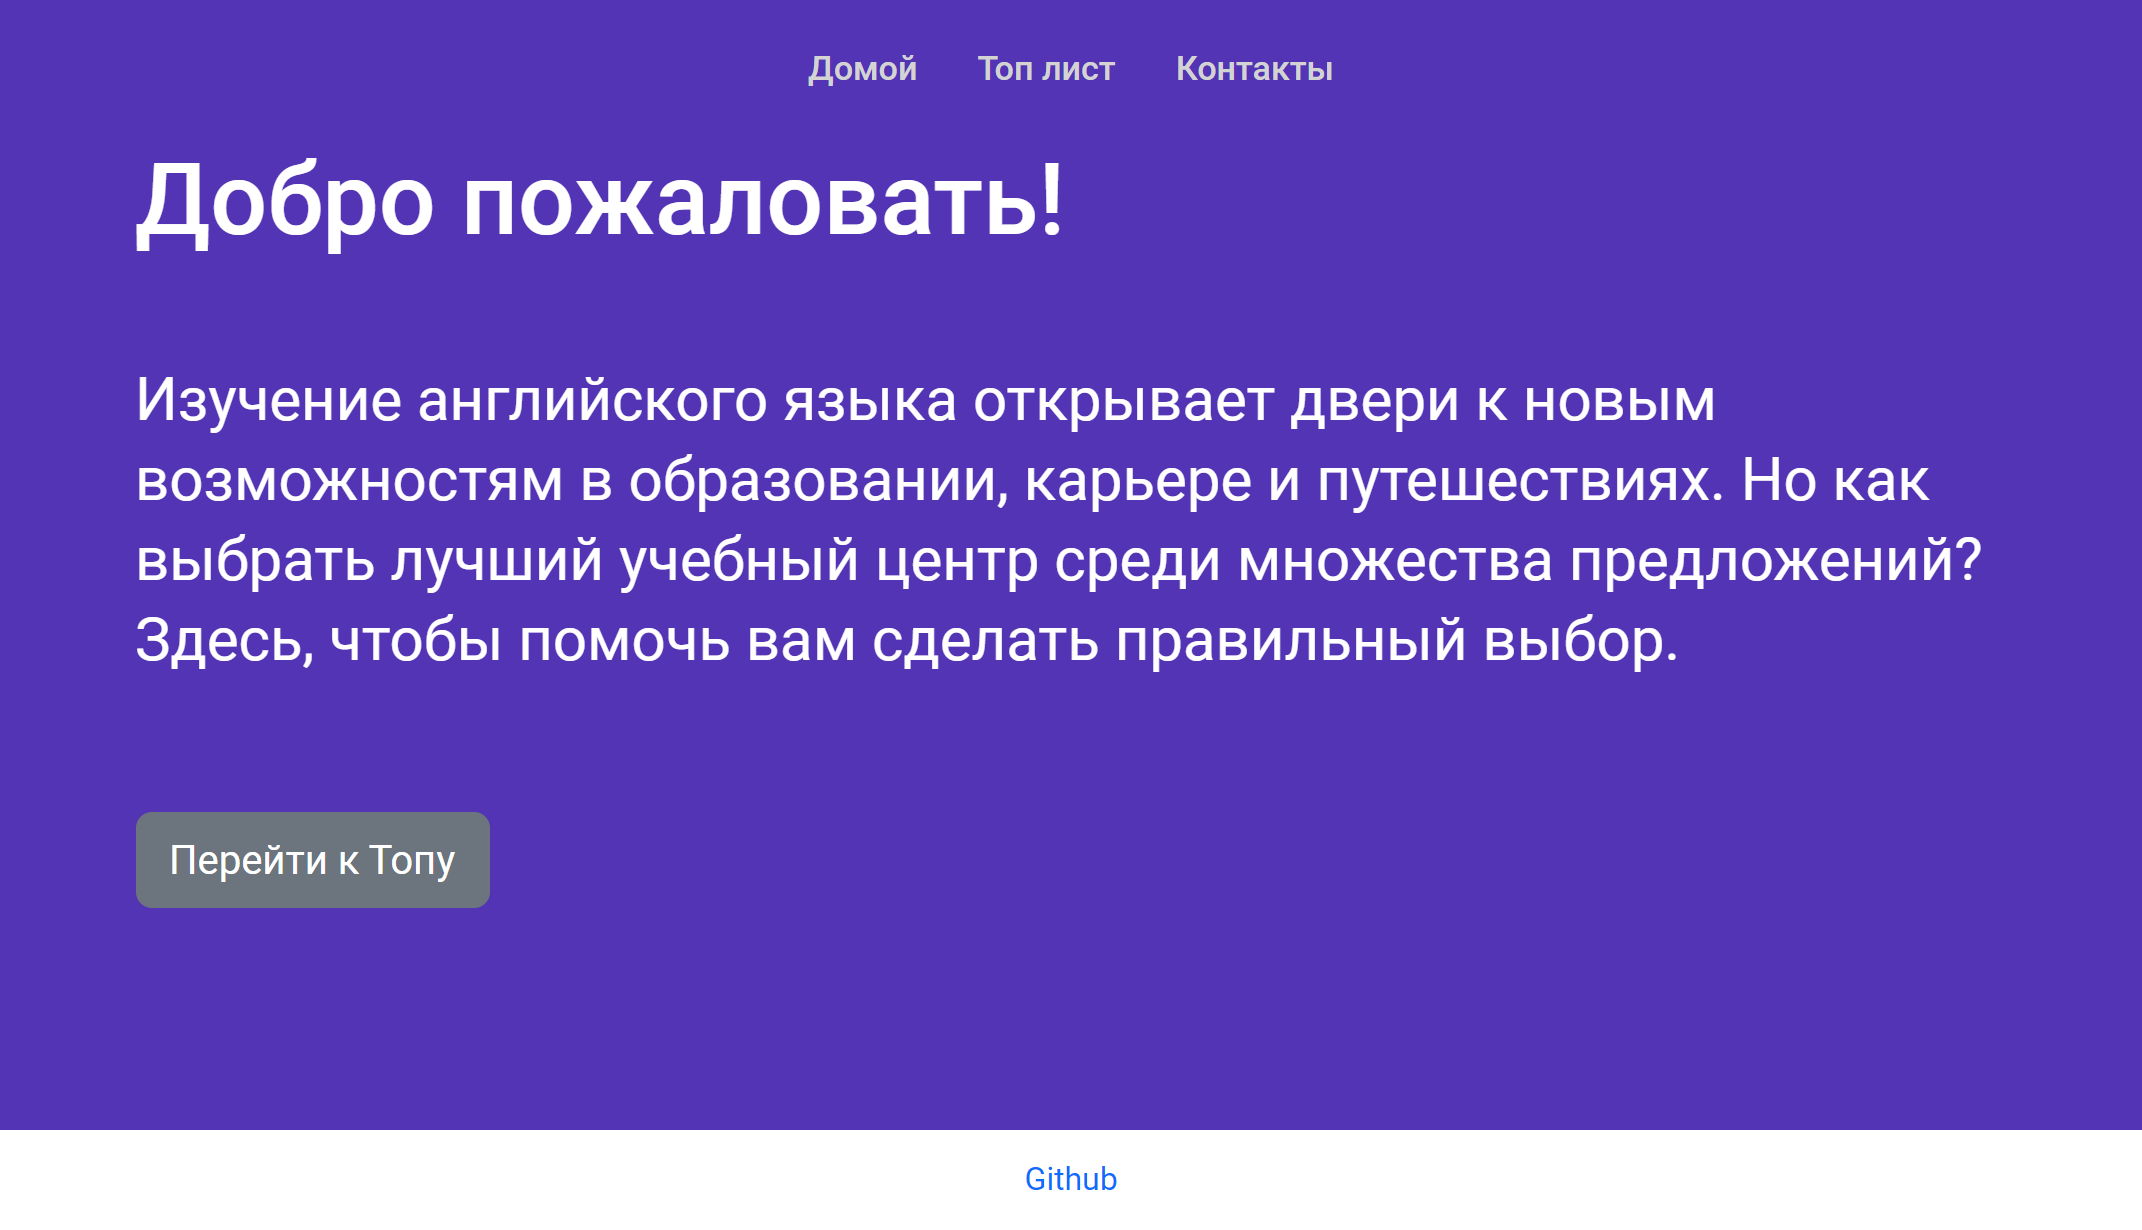 Домой Топ лист Контакты
Добро пожаловать!
Изучение английского языка открывает двери к новым
возможностям в образовании, карьере и путешествиях. Но как
выбрать лучший учебный центр среди множества предложений?
Здесь, чтобы помочь вам сделать правильный выбор.
Перейти к Топу
Github